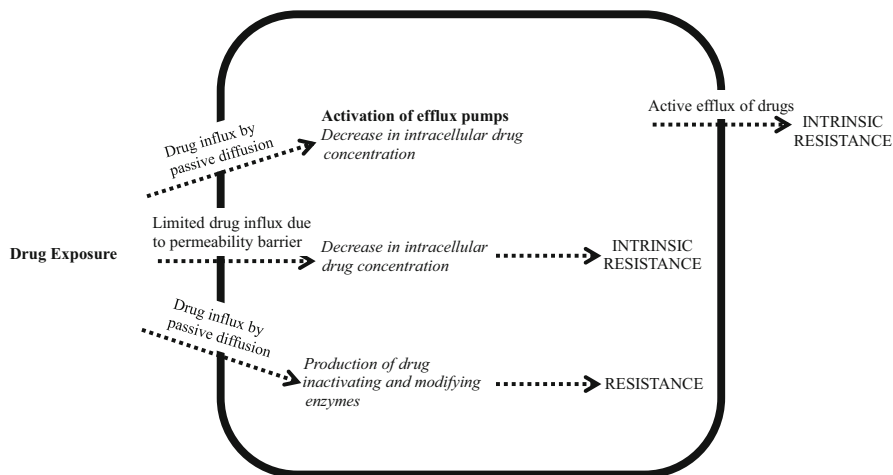 Active efflux of drugs
INTRINSIC
RESISTANCE
Activation of efflux pumps
Decrease in intracellular drug
concentration
Drug influx by
passive diffusion
Drug Exposure
Limited drug influx due
to permeability barrier
Decrease in intracellular
drug concentration
INTRINSIC
RESISTANCE
Drug influx by
passive diffusion
Production of drug
inactivating and modifying
enzymes
RESISTANCE